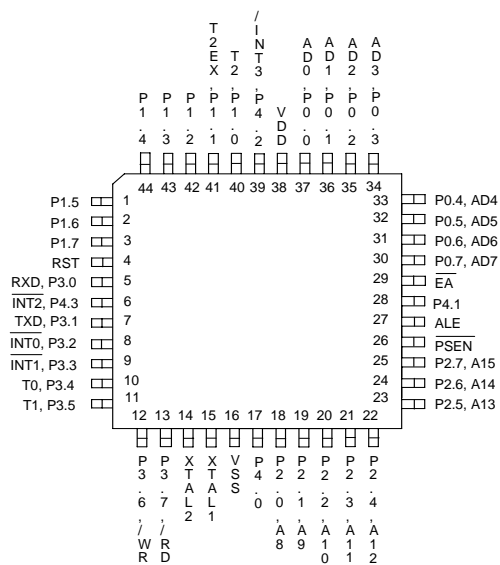 P1.4
P1.3
P1.2
T2EX,P1.1
T2,P1.0
/INT3,P4.2
VDD
AD0,P0.0
AD1,P0.1
AD2,P0.2
AD3,P0.3
44 43 42 41 40 39 38 37 36 35 34
P1.5 1
P1.6 2
P1.7 3
RST 4
RXD, P3.0 5
INT2, P4.3 6
TXD, P3.1 7
INT0, P3.2 8
INT1, P3.3 9
T0, P3.4 10
T1, P3.5 11
33 P0.4, AD4
32 P0.5, AD5
31 P0.6, AD6
30 P0.7, AD7
29 EA
28 P4.1
27 ALE
26 PSEN
25 P2.7, A15
24 P2.6, A14
23 P2.5, A13
12 13 14 15 16 17 18 19 20 21 22
P3.6,/WR
P3.7,/RD
XTAL2
XTAL1
VSS
P4.0
P2.0,A8
P2.1,A9
P2.2,A10
P2.3,A11
P2.4,A12